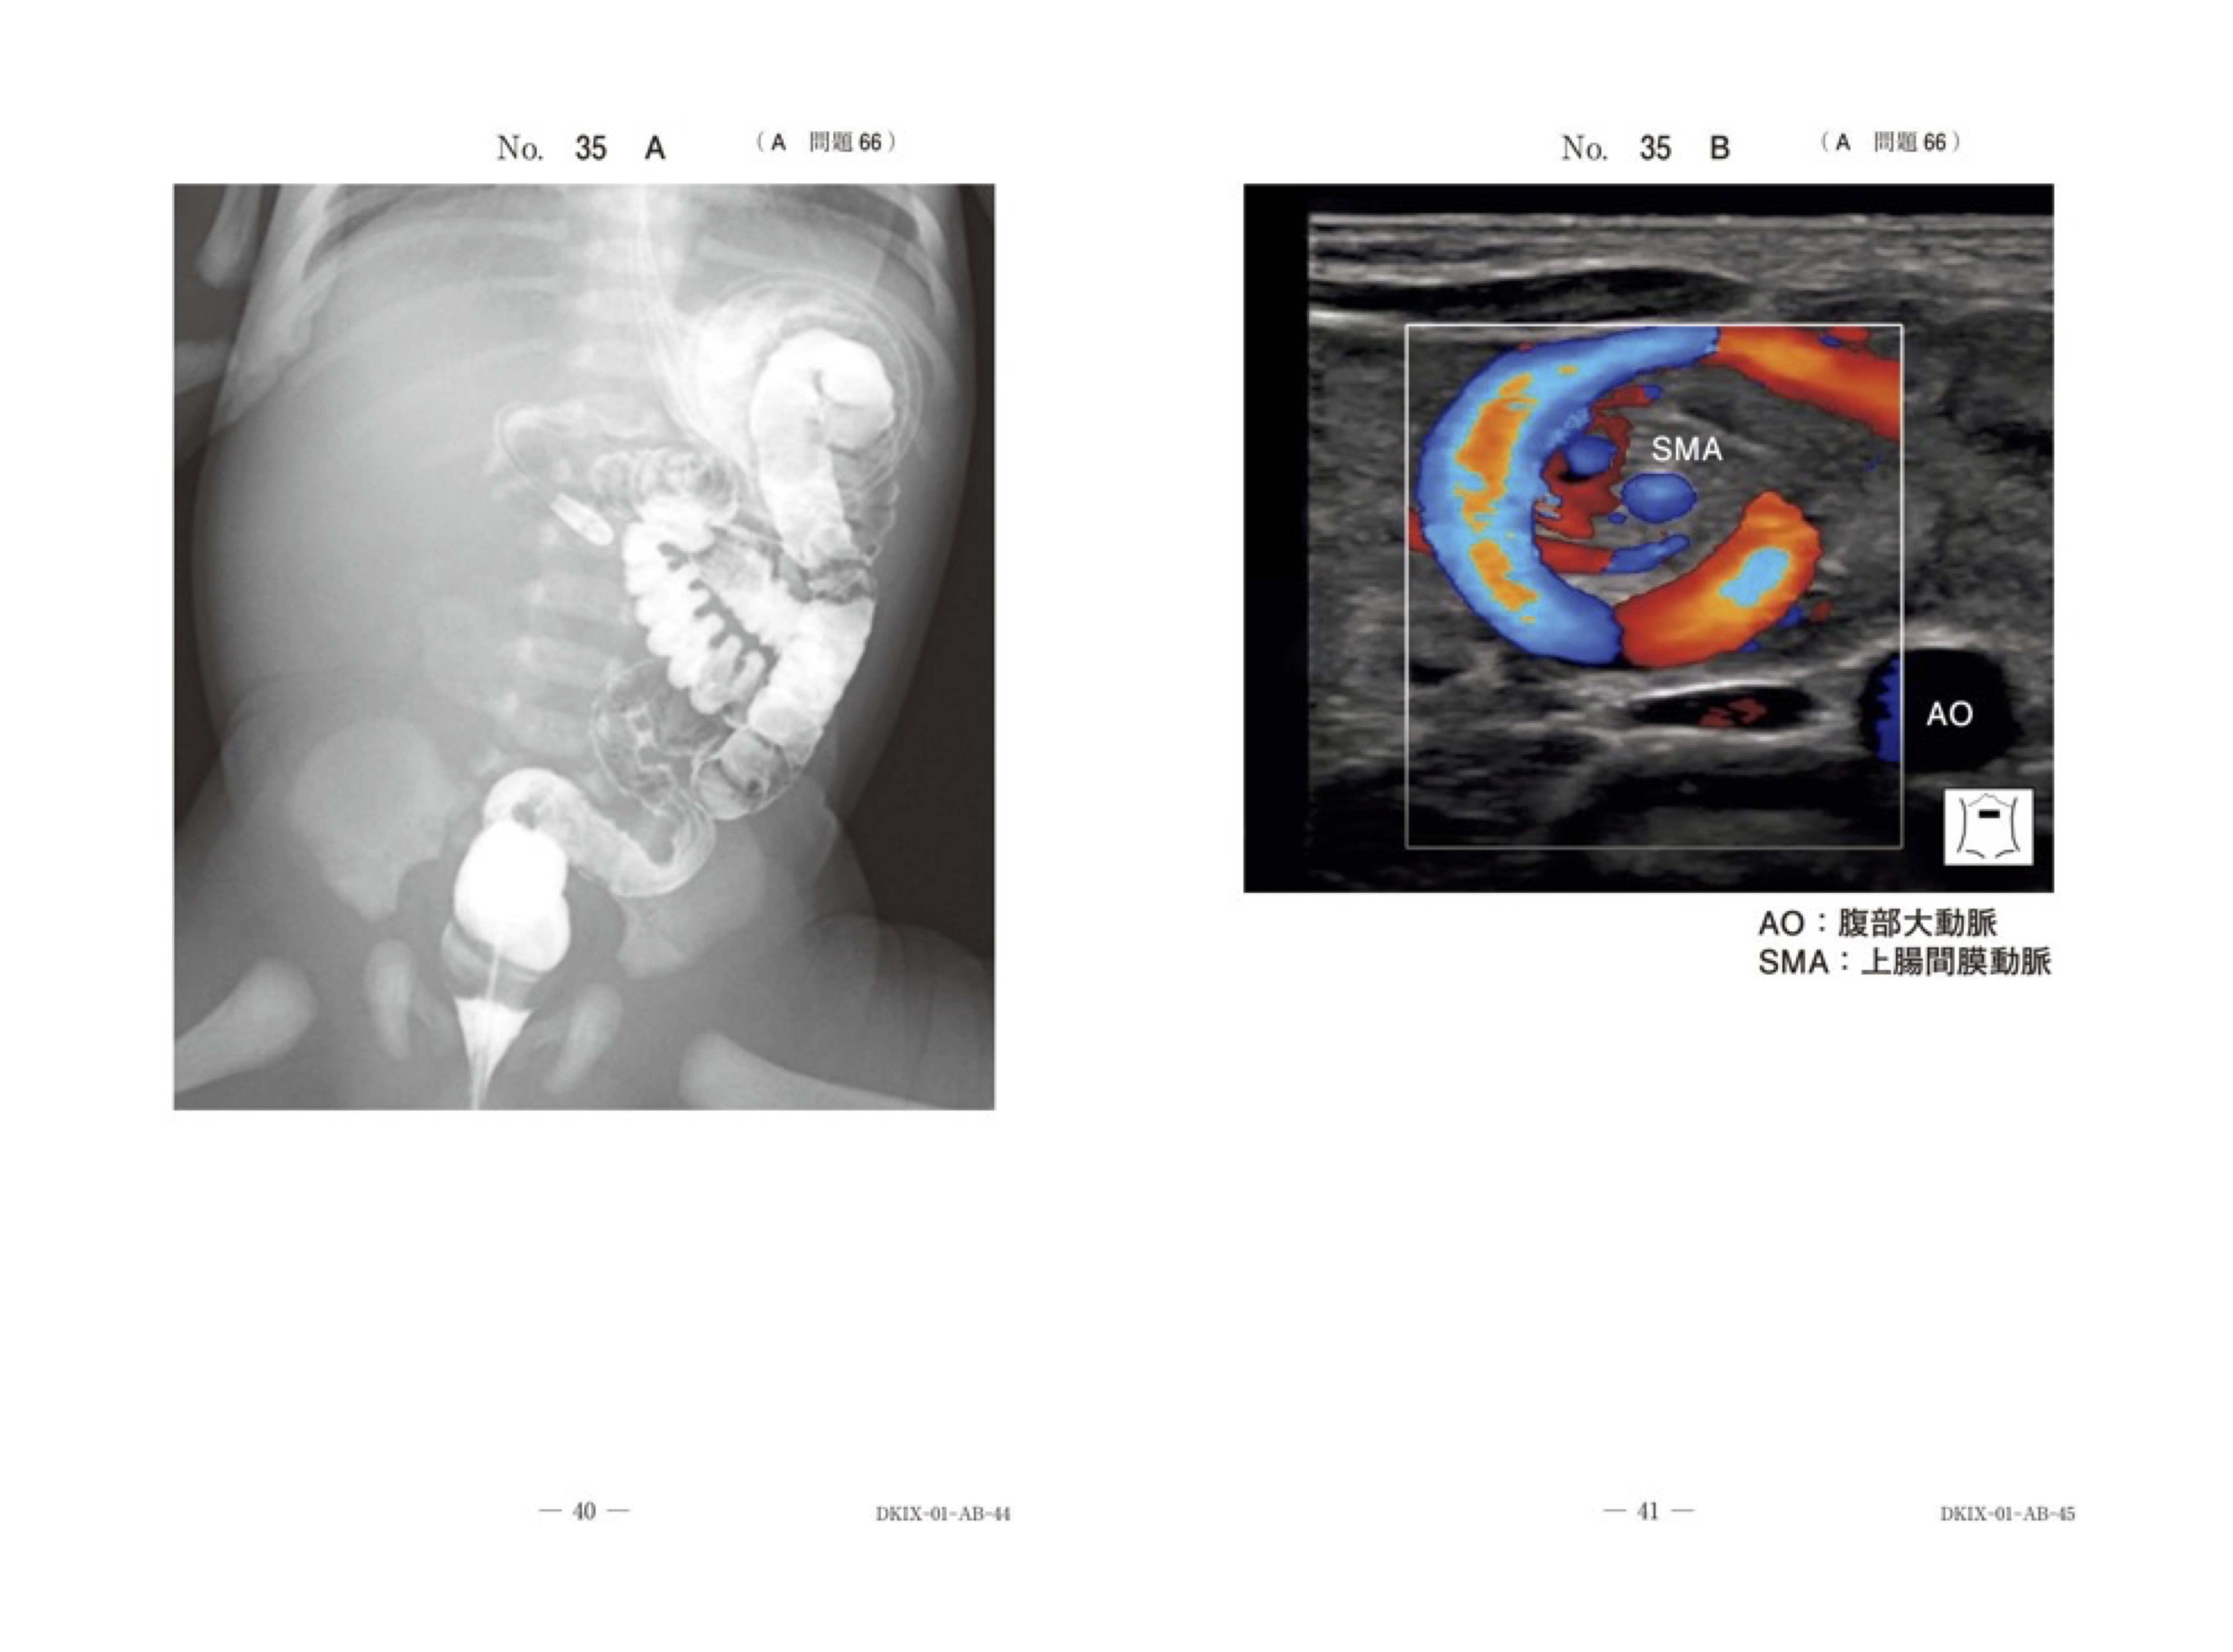 No. 35 A （A 問題 66）
— 40 —
DKIX-01-AB-44
No. 35 B （A 問題 66）
SMA
AO
AO：腹部大動脈
SMA：上腸間膜動脈
— 41 —
DKIX-01-AB-45